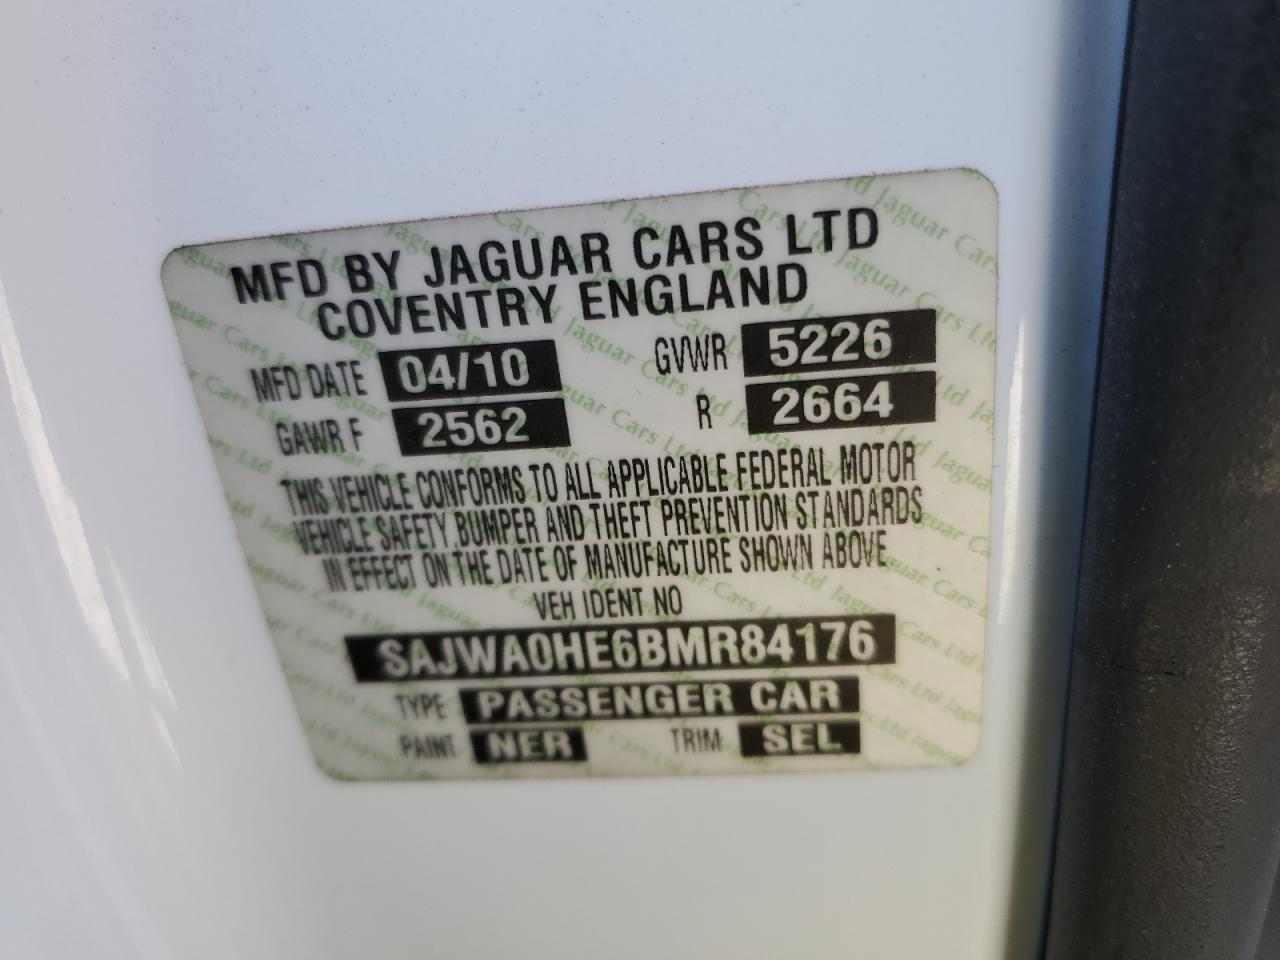 MFD BY JAGUAR CARS LTD
COVENTRY ENGLAND
MFD DATE 04/10 GVWR 5226
GAWR F 2562 R 2664
THIS VEHICLE CONFORMS TO ALL APPLICABLE FEDERAL MOTOR
VEHICLE SAFETY, BUMPER AND THEFT PREVENTION STANDARDS
IN EFFECT ON THE DATE OF MANUFACTURE SHOWN ABOVE
VEH IDENT NO
SAJWA0HE6BMR84176
TYPE PASSENGER CAR
PAINT NER TRIM SEL